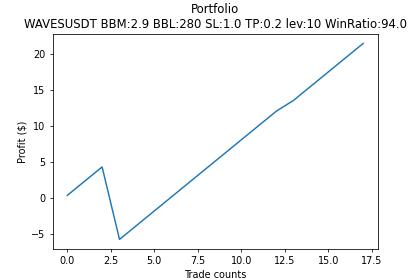 Portfolio
WAVESUSDT BBM:2.9 BBL:280 SL:1.0 TP:0.2 lev:10 WinRatio:94.0
20
15
10
5
0
−5
Profit ($)
0.0 2.5 5.0 7.5 10.0 12.5 15.0 17.5
Trade counts